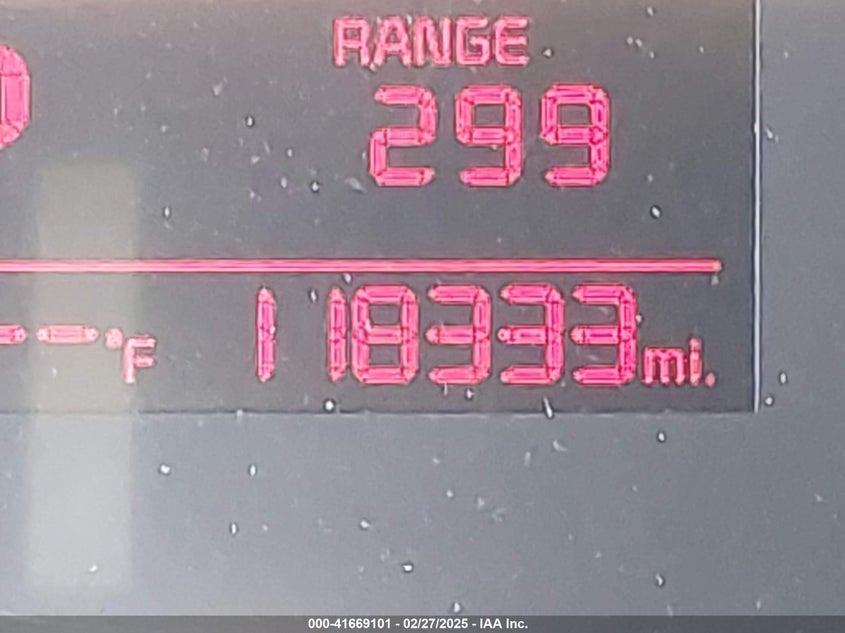 RANGE
299
--°F 118333 mi.
000-41669101 - 02/27/2025 - IAA Inc.